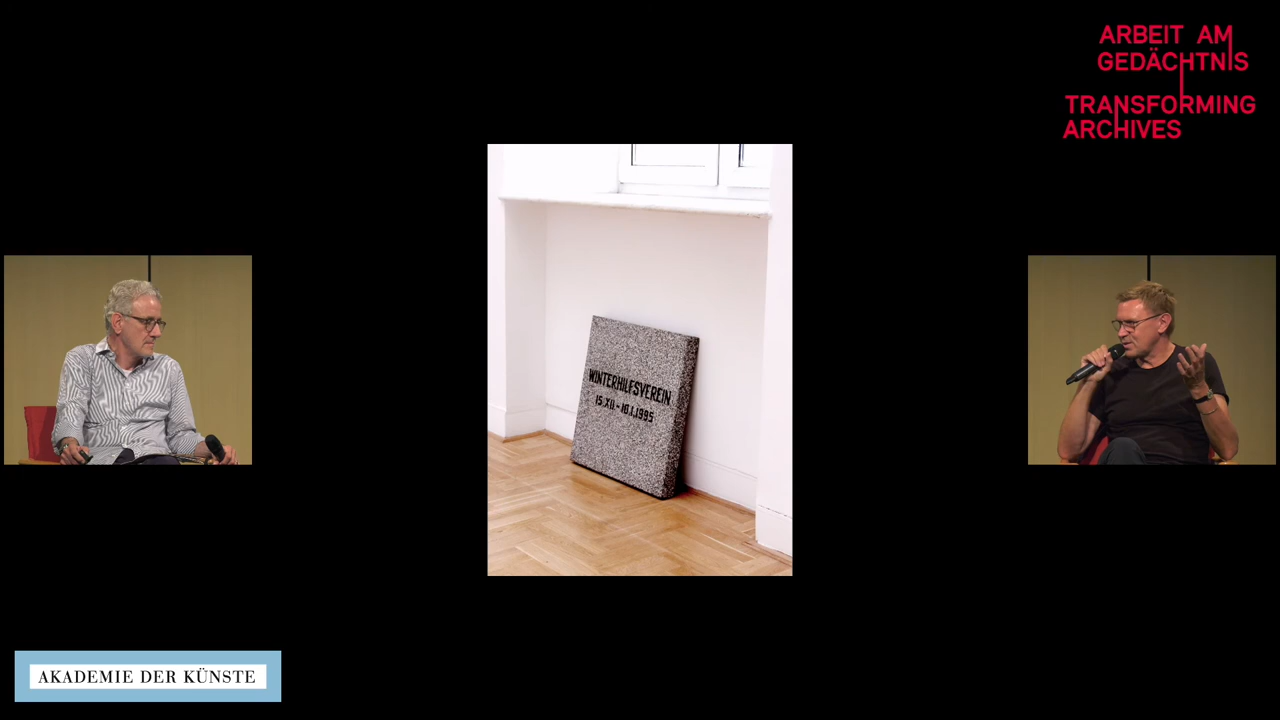 ARBEIT AM
GEDÄCHTNIS
TRANSFORMING
ARCHIVES
WINTERHILFSVEREIN
15.XII-10.I.1995
AKADEMIE DER KÜNSTE